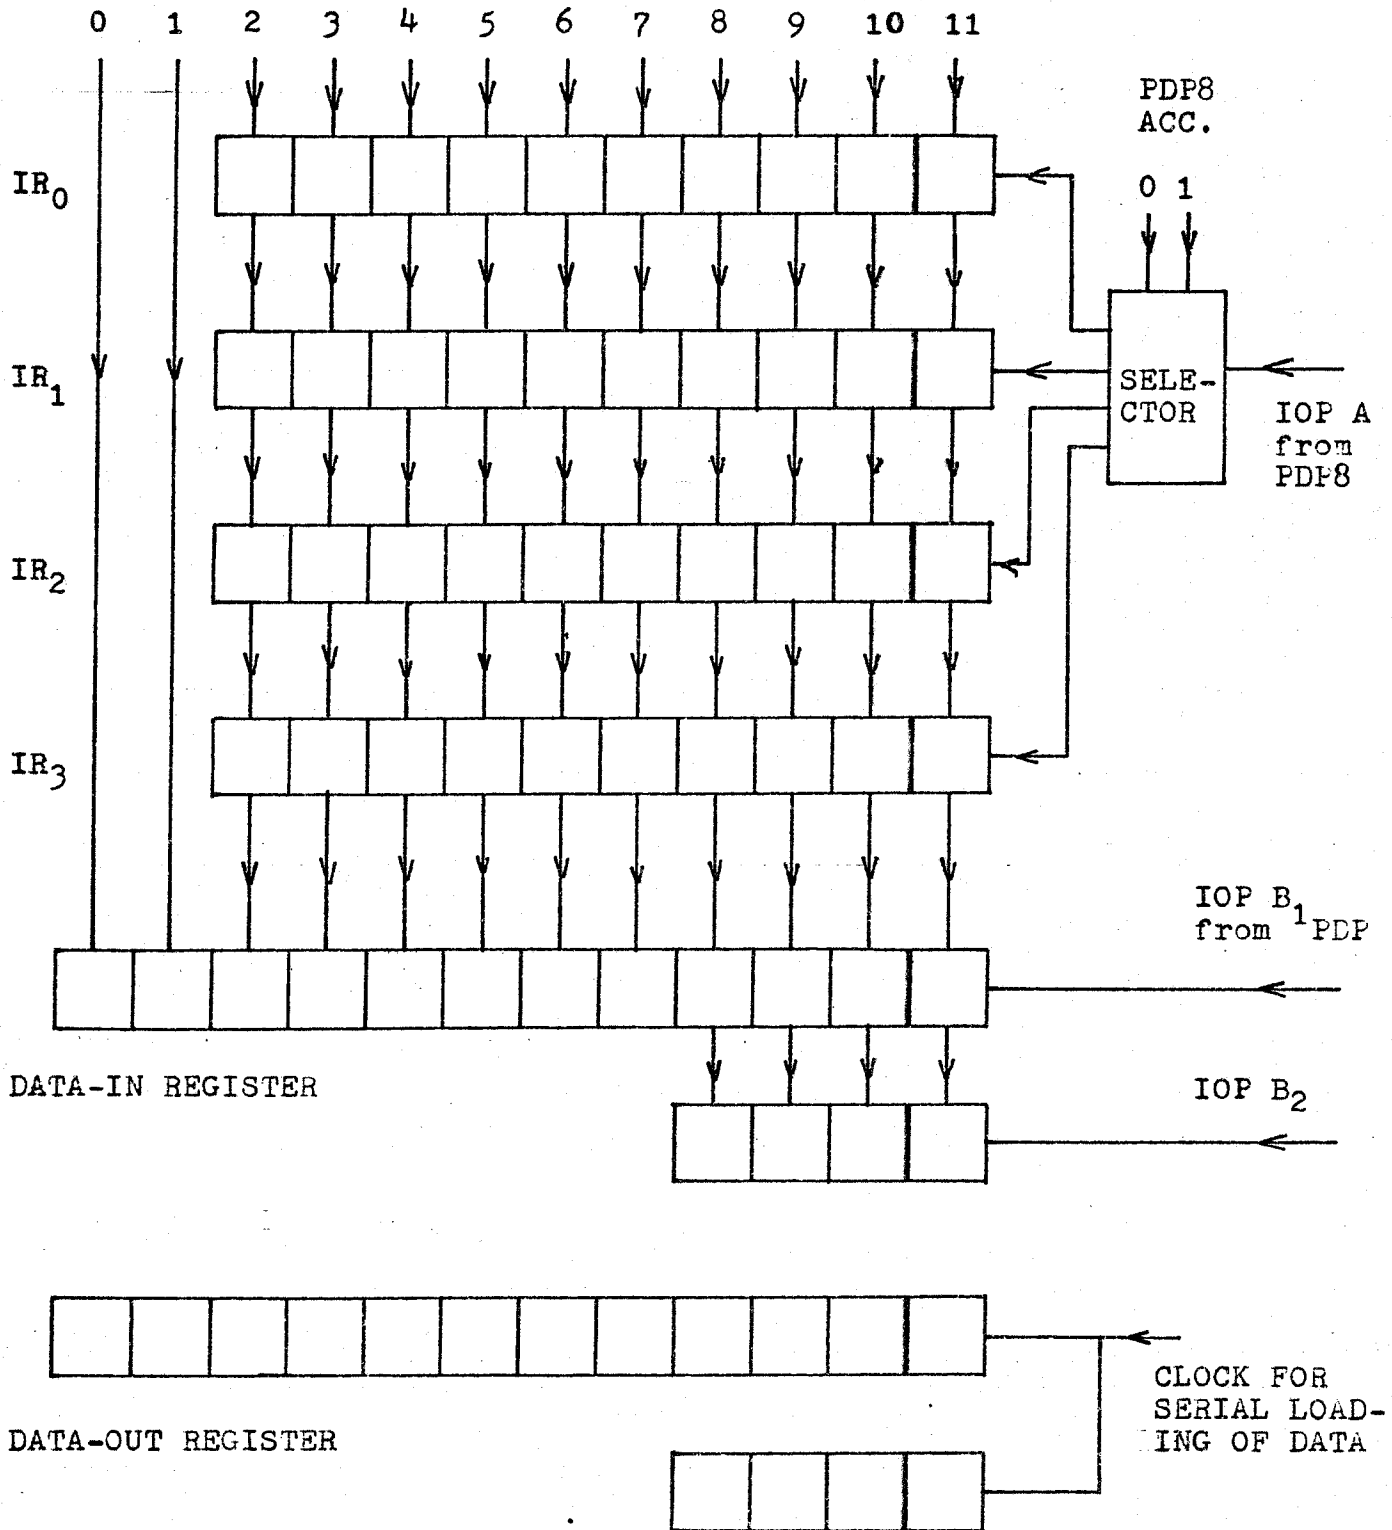 0 1 2 3 4 5 6 7 8 9 10 11
PDP8
ACC.
0 1
IR0
IR1
SELE-
CTOR
IOP A
from
PDP8
IR2
IR3
IOP B1
from PDP
DATA-IN REGISTER
IOP B2
CLOCK FOR
SERIAL LOAD-
ING OF DATA
DATA-OUT REGISTER